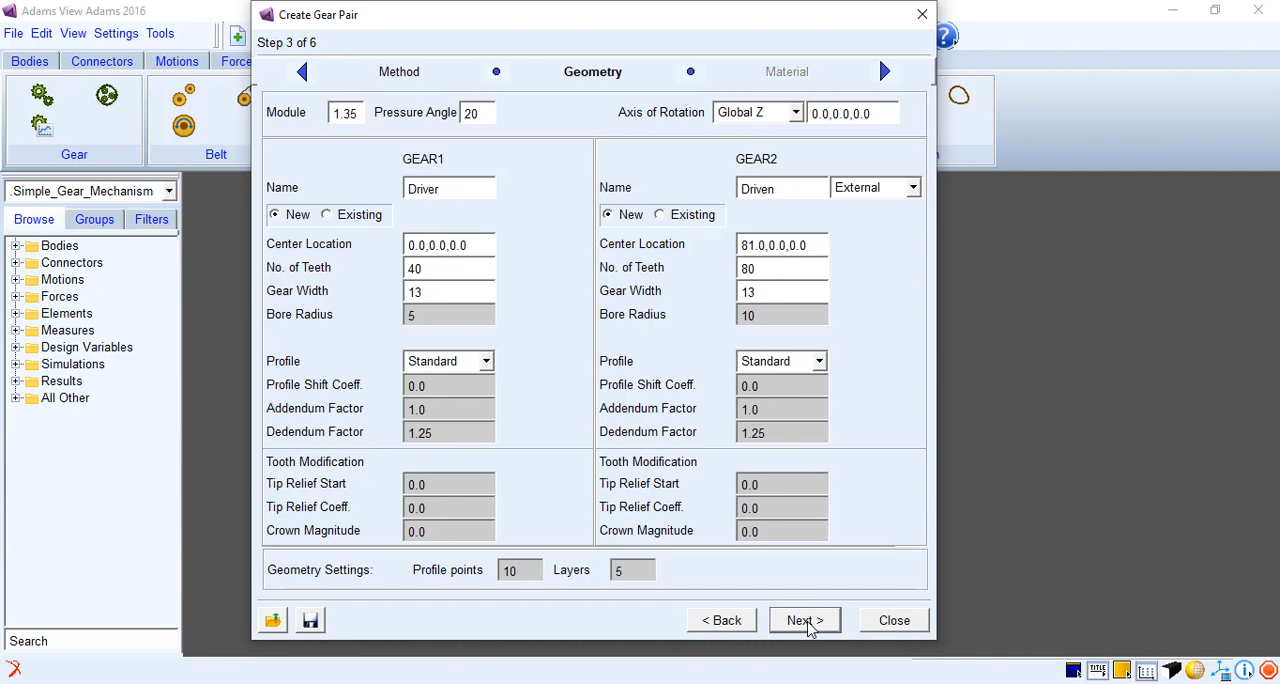 Adams View Adams 2016
File Edit View Settings Tools
Bodies Connectors Motions Force
Gear Belt
.Simple_Gear_Mechanism
Browse Groups Filters
Bodies
Connectors
Motions
Forces
Elements
Measures
Design Variables
Simulations
Results
All Other
Search
Create Gear Pair
Step 3 of 6
Method Geometry Material
Module 1.35 Pressure Angle 20 Axis of Rotation Global Z 0.0,0.0,0.0
GEAR1
Name Driver
New Existing
Center Location 0.0,0.0,0.0
No. of Teeth 40
Gear Width 13
Bore Radius 5
Profile Standard
Profile Shift Coeff. 0.0
Addendum Factor 1.0
Dedendum Factor 1.25
Tooth Modification
Tip Relief Start 0.0
Tip Relief Coeff. 0.0
Crown Magnitude 0.0
GEAR2
Name Driven External
New Existing
Center Location 81.0,0.0,0.0
No. of Teeth 80
Gear Width 13
Bore Radius 10
Profile Standard
Profile Shift Coeff. 0.0
Addendum Factor 1.0
Dedendum Factor 1.25
Tooth Modification
Tip Relief Start 0.0
Tip Relief Coeff. 0.0
Crown Magnitude 0.0
Geometry Settings: Profile points 10 Layers 5
< Back Next > Close